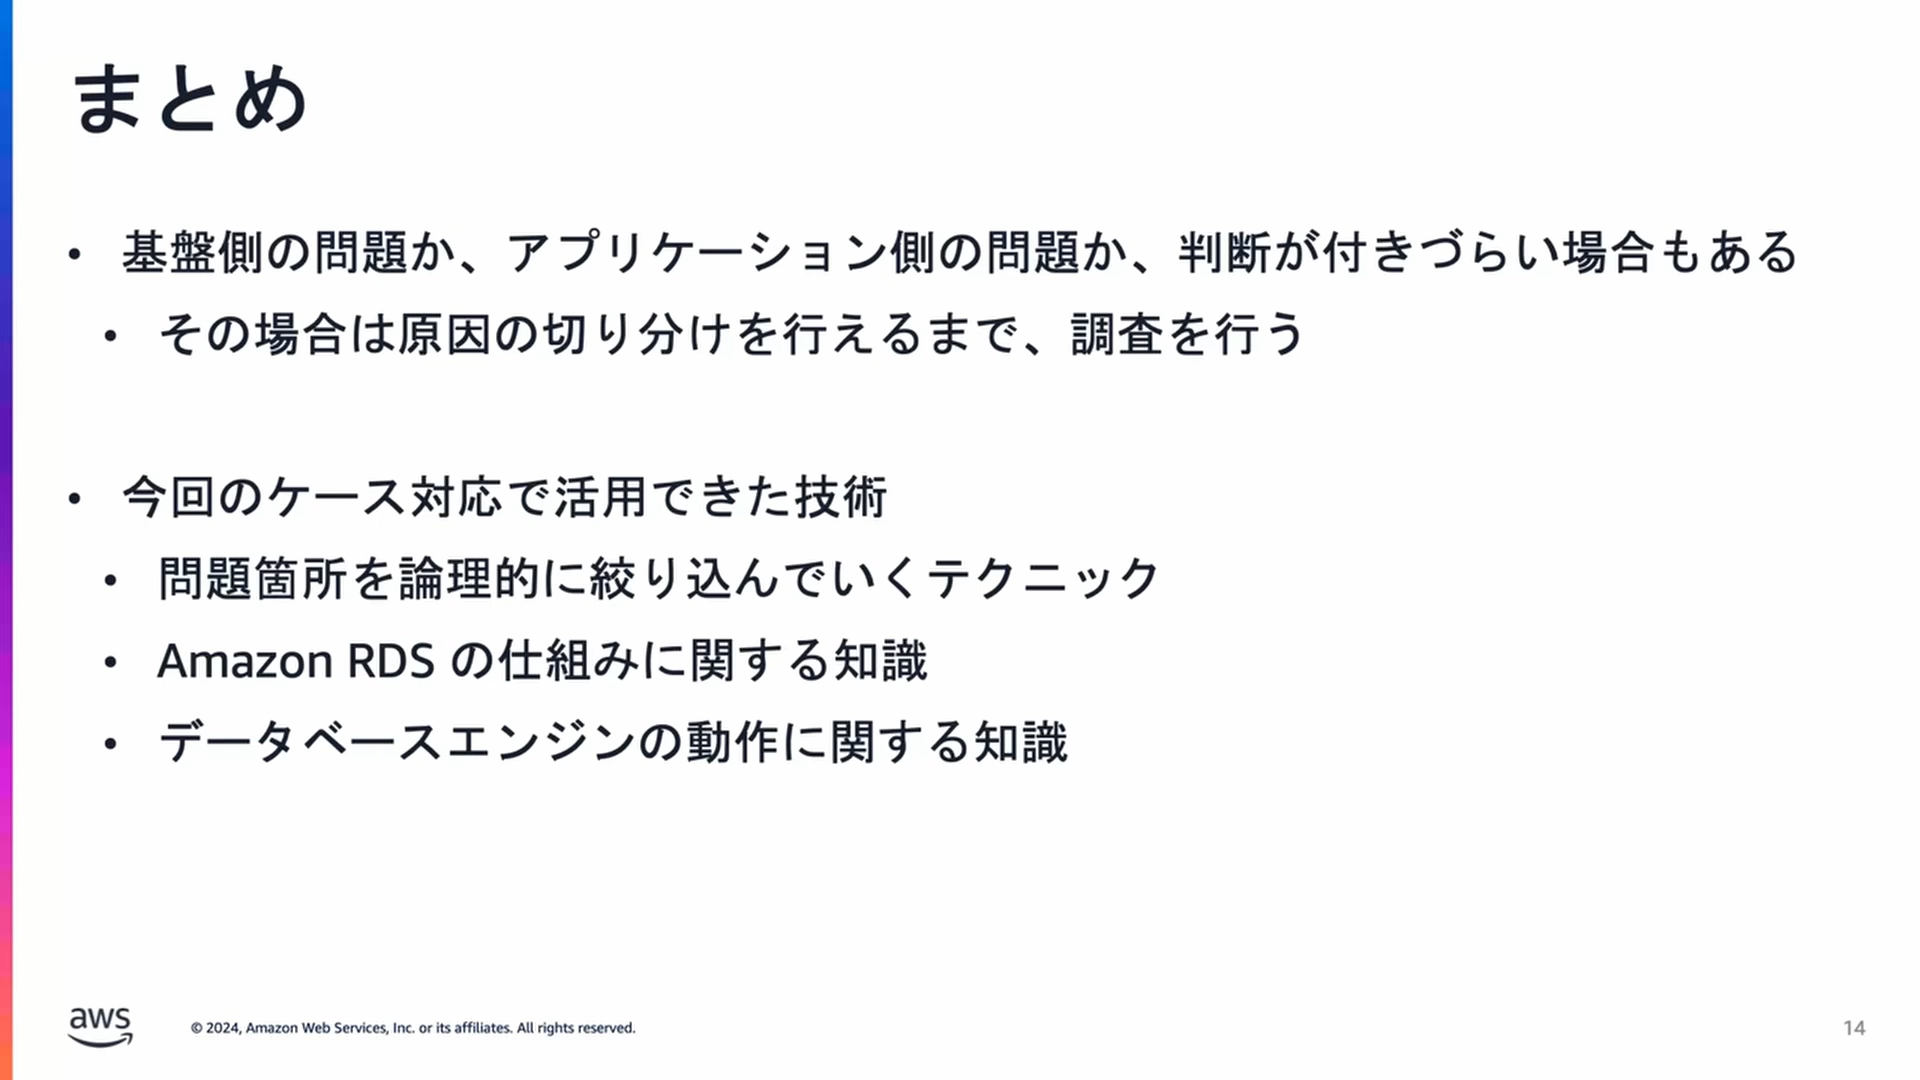 まとめ
• 基盤側の問題か、アプリケーション側の問題か、判断が付きづらい場合もある
• その場合は原因の切り分けを行えるまで、調査を行う
• 今回のケース対応で活用できた技術
• 問題箇所を論理的に絞り込んでいくテクニック
• Amazon RDS の仕組みに関する知識
• データベースエンジンの動作に関する知識
aws
© 2024, Amazon Web Services, Inc. or its affiliates. All rights reserved.
14